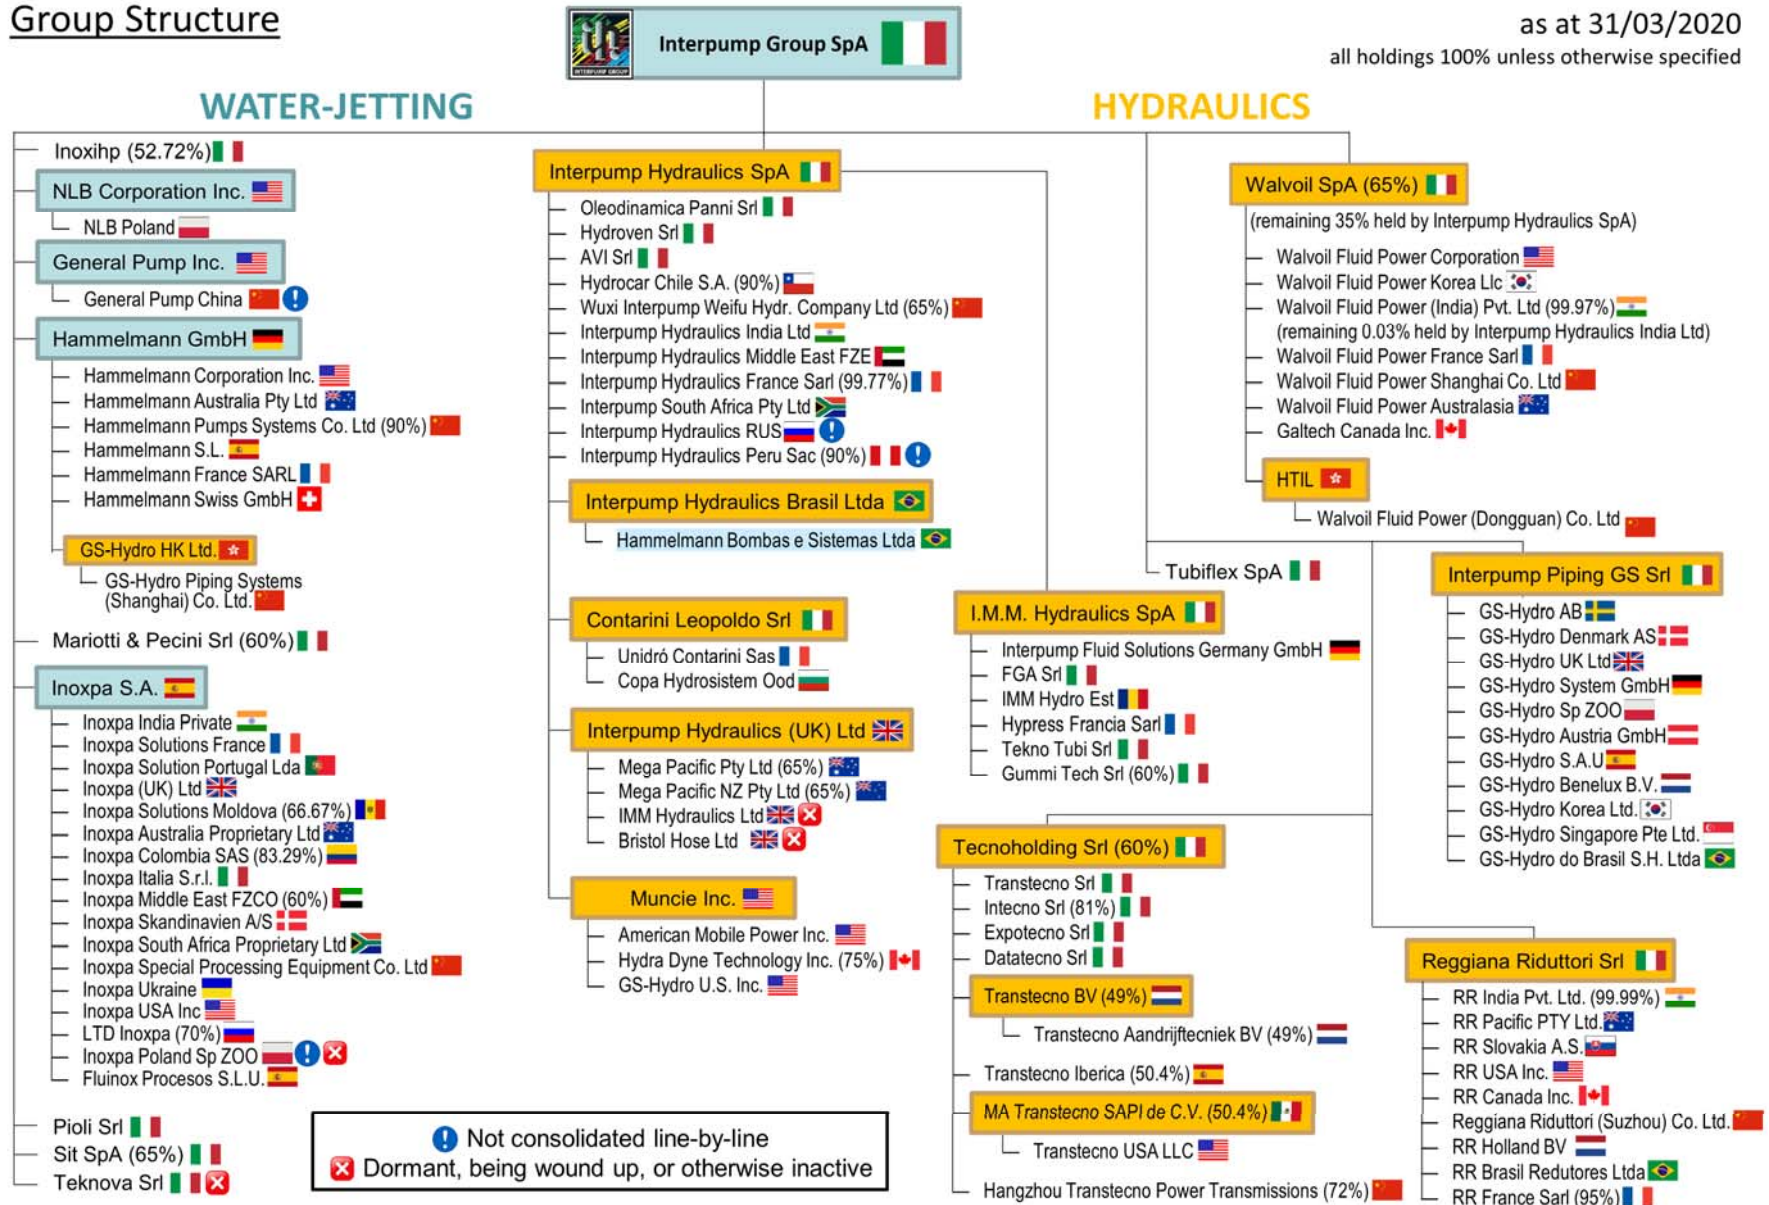 Group Structure
INTERPUMP GROUP
Interpump Group SpA
as at 31/03/2020
all holdings 100% unless otherwise specified
WATER-JETTING
HYDRAULICS
Inoxihp (52.72%)
NLB Corporation Inc.
NLB Poland
General Pump Inc.
General Pump China
Hammelmann GmbH
Hammelmann Corporation Inc.
Hammelmann Australia Pty Ltd
Hammelmann Pumps Systems Co. Ltd (90%)
Hammelmann S.L.
Hammelmann France SARL
Hammelmann Swiss GmbH
GS-Hydro HK Ltd.
GS-Hydro Piping Systems
(Shanghai) Co. Ltd.
Mariotti & Pecini Srl (60%)
Inoxpa S.A.
Inoxpa India Private
Inoxpa Solutions France
Inoxpa Solution Portugal Lda
Inoxpa (UK) Ltd
Inoxpa Solutions Moldova (66.67%)
Inoxpa Australia Proprietary Ltd
Inoxpa Colombia SAS (83.29%)
Inoxpa Italia S.r.l.
Inoxpa Middle East FZCO (60%)
Inoxpa Skandinavien A/S
Inoxpa South Africa Proprietary Ltd
Inoxpa Special Processing Equipment Co. Ltd
Inoxpa Ukraine
Inoxpa USA Inc
LTD Inoxpa (70%)
Inoxpa Poland Sp ZOO
Fluinox Procesos S.L.U.
Pioli Srl
Sit SpA (65%)
Teknova Srl
Interpump Hydraulics SpA
Oleodinamica Panni Srl
Hydroven Srl
AVI Srl
Hydrocar Chile S.A. (90%)
Wuxi Interpump Weifu Hydr. Company Ltd (65%)
Interpump Hydraulics India Ltd
Interpump Hydraulics Middle East FZE
Interpump Hydraulics France Sarl (99.77%)
Interpump South Africa Pty Ltd
Interpump Hydraulics RUS
Interpump Hydraulics Peru Sac (90%)
Interpump Hydraulics Brasil Ltda
Hammelmann Bombas e Sistemas Ltda
Contarini Leopoldo Srl
Unidró Contarini Sas
Copa Hydrosistem Ood
Interpump Hydraulics (UK) Ltd
Mega Pacific Pty Ltd (65%)
Mega Pacific NZ Pty Ltd (65%)
IMM Hydraulics Ltd
Bristol Hose Ltd
Muncie Inc.
American Mobile Power Inc.
Hydra Dyne Technology Inc. (75%)
GS-Hydro U.S. Inc.
Not consolidated line-by-line
Dormant, being wound up, or otherwise inactive
Walvoil SpA (65%)
(remaining 35% held by Interpump Hydraulics SpA)
Walvoil Fluid Power Corporation
Walvoil Fluid Power Korea Llc
Walvoil Fluid Power (India) Pvt. Ltd (99.97%)
(remaining 0.03% held by Interpump Hydraulics India Ltd)
Walvoil Fluid Power France Sarl
Walvoil Fluid Power Shanghai Co. Ltd
Walvoil Fluid Power Australasia
Galtech Canada Inc.
HTIL
Walvoil Fluid Power (Dongguan) Co. Ltd
Tubiflex SpA
I.M.M. Hydraulics SpA
Interpump Fluid Solutions Germany GmbH
FGA Srl
IMM Hydro Est
Hypress Francia Sarl
Tekno Tubi Srl
Gummi Tech Srl (60%)
Tecnoholding Srl (60%)
Transtecno Srl
Intecno Srl (81%)
Expotecno Srl
Datatecno Srl
Transtecno BV (49%)
Transtecno Aandrijftecniek BV (49%)
Transtecno Iberica (50.4%)
MA Transtecno SAPI de C.V. (50.4%)
Transtecno USA LLC
Hangzhou Transtecno Power Transmissions (72%)
Interpump Piping GS Srl
GS-Hydro AB
GS-Hydro Denmark AS
GS-Hydro UK Ltd
GS-Hydro System GmbH
GS-Hydro Sp ZOO
GS-Hydro Austria GmbH
GS-Hydro S.A.U
GS-Hydro Benelux B.V.
GS-Hydro Korea Ltd.
GS-Hydro Singapore Pte Ltd.
GS-Hydro do Brasil S.H. Ltda
Reggiana Riduttori Srl
RR India Pvt. Ltd. (99.99%)
RR Pacific PTY Ltd.
RR Slovakia A.S.
RR USA Inc.
RR Canada Inc.
Reggiana Riduttori (Suzhou) Co. Ltd.
RR Holland BV
RR Brasil Redutores Ltda
RR France Sarl (95%)